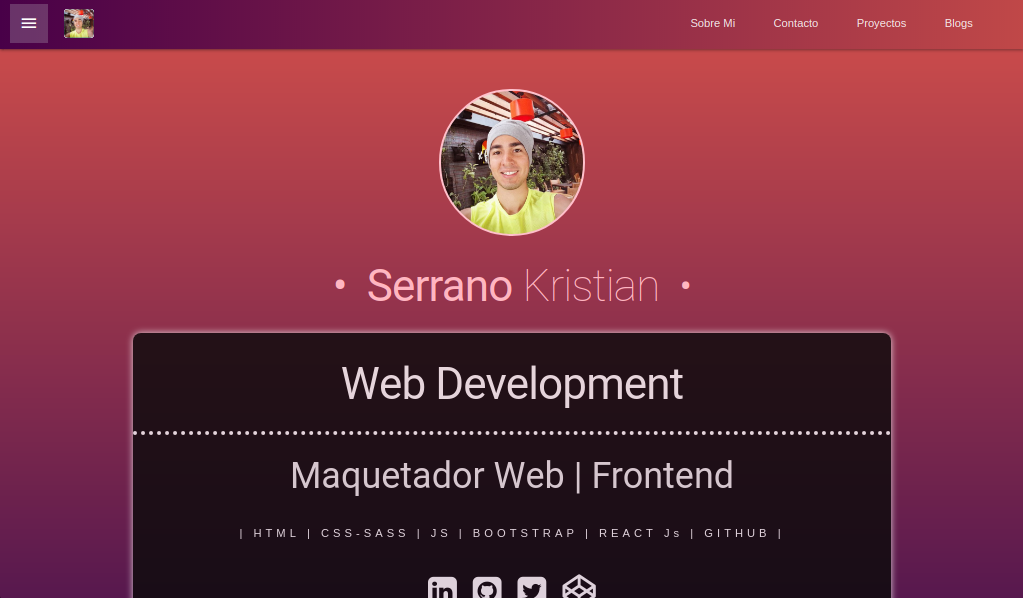 Sobre Mi Contacto Proyectos Blogs
• Serrano Kristian •
Web Development
Maquetador Web | Frontend
| HTML | CSS-SASS | JS | BOOTSTRAP | REACT Js | GITHUB |
in